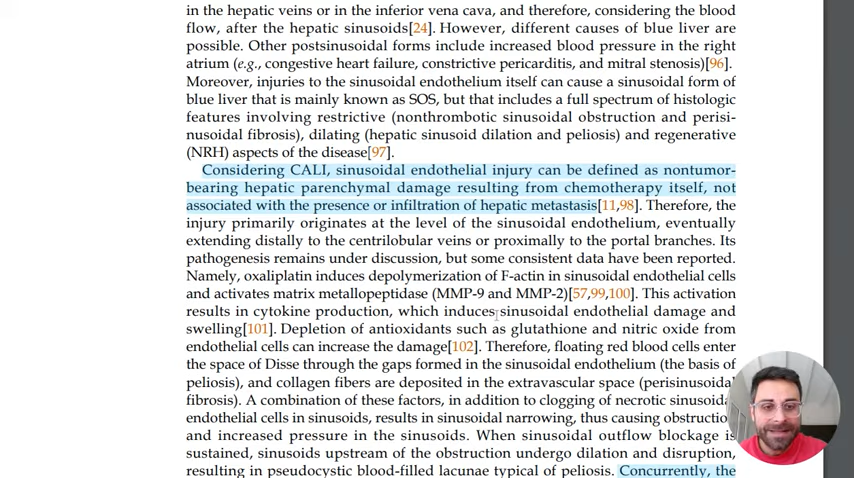 in the hepatic veins or in the inferior vena cava, and therefore, considering the blood
flow, after the hepatic sinusoids[24]. However, different causes of blue liver are
possible. Other postsinusoidal forms include increased blood pressure in the right
atrium (e.g., congestive heart failure, constrictive pericarditis, and mitral stenosis)[96].
Moreover, injuries to the sinusoidal endothelium itself can cause a sinusoidal form of
blue liver that is mainly known as SOS, but that includes a full spectrum of histologic
features involving restrictive (nonthrombotic sinusoidal obstruction and perisi-
nusoidal fibrosis), dilating (hepatic sinusoid dilation and peliosis) and regenerative
(NRH) aspects of the disease[97].
Considering CALI, sinusoidal endothelial injury can be defined as nontumor-
bearing hepatic parenchymal damage resulting from chemotherapy itself, not
associated with the presence or infiltration of hepatic metastasis[11,98]. Therefore, the
injury primarily originates at the level of the sinusoidal endothelium, eventually
extending distally to the centrilobular veins or proximally to the portal branches. Its
pathogenesis remains under discussion, but some consistent data have been reported.
Namely, oxaliplatin induces depolymerization of F-actin in sinusoidal endothelial cells
and activates matrix metallopeptidase (MMP-9 and MMP-2)[57,99,100]. This activation
results in cytokine production, which induces sinusoidal endothelial damage and
swelling[101]. Depletion of antioxidants such as glutathione and nitric oxide from
endothelial cells can increase the damage[102]. Therefore, floating red blood cells enter
the space of Disse through the gaps formed in the sinusoidal endothelium (the basis of
peliosis), and collagen fibers are deposited in the extravascular space (perisinusoidal
fibrosis). A combination of these factors, in addition to clogging of necrotic
endothelial cells in sinusoids, results in sinusoidal narrowing, thus causing
and increased pressure in the sinusoids. When sinusoidal outflow blockage is
sustained, sinusoids upstream of the obstruction undergo dilation and disruption,
resulting in pseudocystic blood-filled lacunae typical of peliosis. Concurrently, the